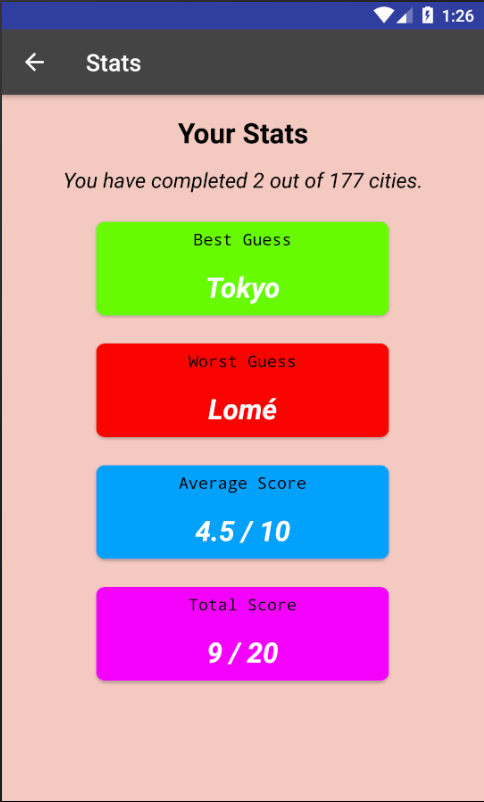 1:26
Stats
Your Stats
You have completed 2 out of 177 cities.
Best Guess
Tokyo
Worst Guess
Lomé
Average Score
4.5 / 10
Total Score
9 / 20